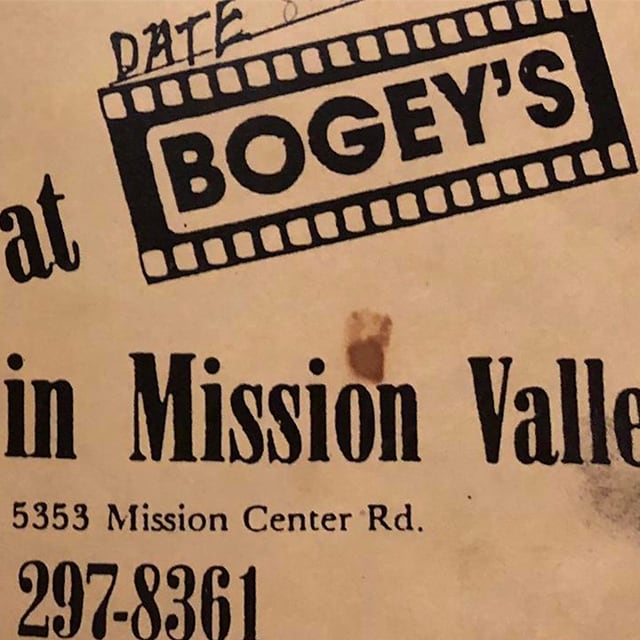 DATE
BOGEY'S
at
in Mission Valle
5353 Mission Center Rd.
297-8361